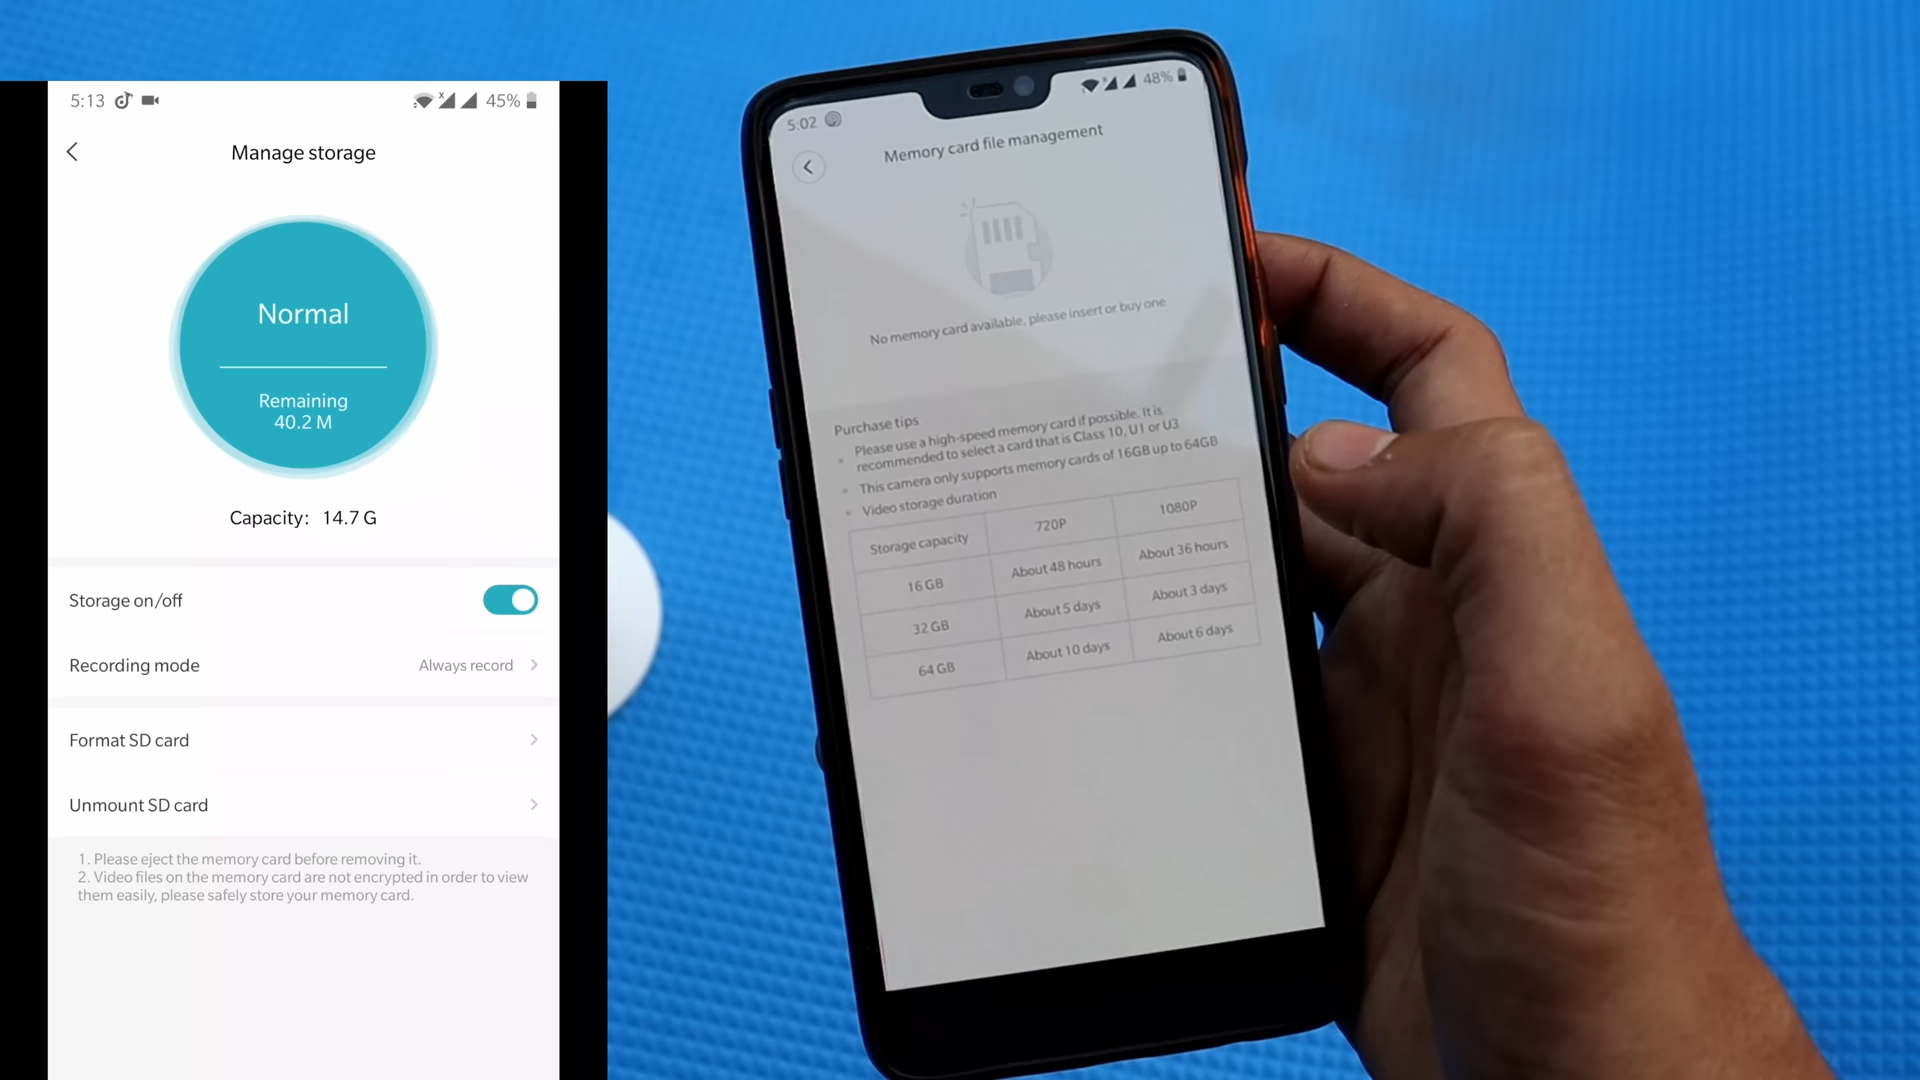 5:13
45%
Manage storage
Normal
Remaining
40.2 M
Capacity: 14.7 G
Storage on/off
Recording mode Always record
Format SD card
Unmount SD card
1. Please eject the memory card before removing it.
2. Video files on the memory card are not encrypted in order to view
them easily, please safely store your memory card.
5:02
48%
Memory card file management
No memory card available, please insert or buy one
Purchase tips
Please use a high-speed memory card if possible. It is
recommended to select a card that is Class 10, U1 or U3
This camera only supports memory cards of 16GB up to 64GB
Video storage duration
Storage capacity 720P 1080P
16 GB About 48 hours About 36 hours
32 GB About 5 days About 3 days
64 GB About 10 days About 6 days